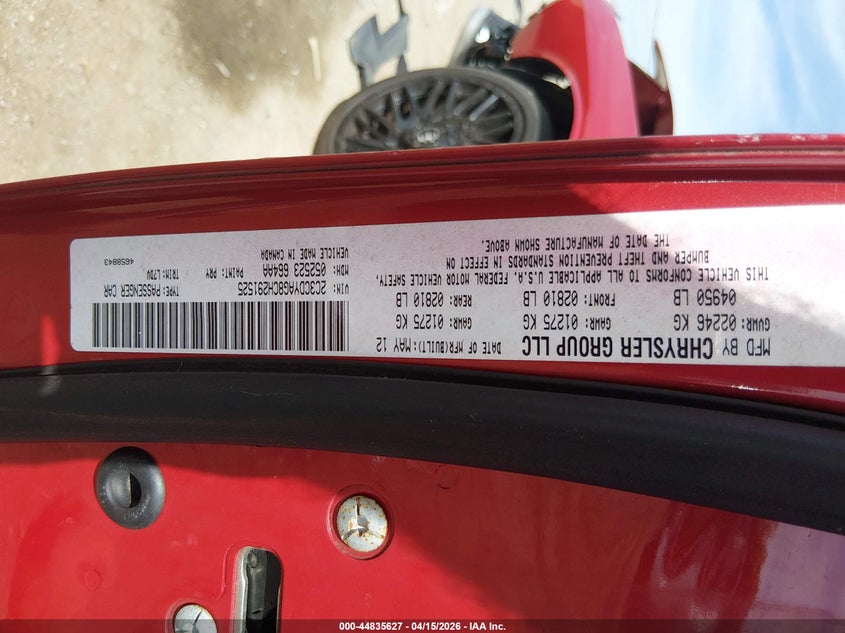 MFD BY CHRYSLER GROUP LLC
DATE OF MFR(BUILT): MAY 12
GVWR: 02246 KG
04950 LB
GAWR: 01275 KG
FRONT: 02810 LB
GAWR: 01275 KG
REAR: 02810 LB
THIS VEHICLE CONFORMS TO ALL APPLICABLE U.S.A. FEDERAL MOTOR VEHICLE SAFETY,
BUMPER AND THEFT PREVENTION STANDARDS IN EFFECT ON
THE DATE OF MANUFACTURE SHOWN ABOVE.
VIN: 2C3CDYAG8CH291525
TYPE: PASSENGER CAR
MDH: 052523 684AA
PAINT: PRY
TRIM: L7DV
VEHICLE MADE IN CANADA
4658843
000-44835627 - 04/15/2026 - IAA Inc.